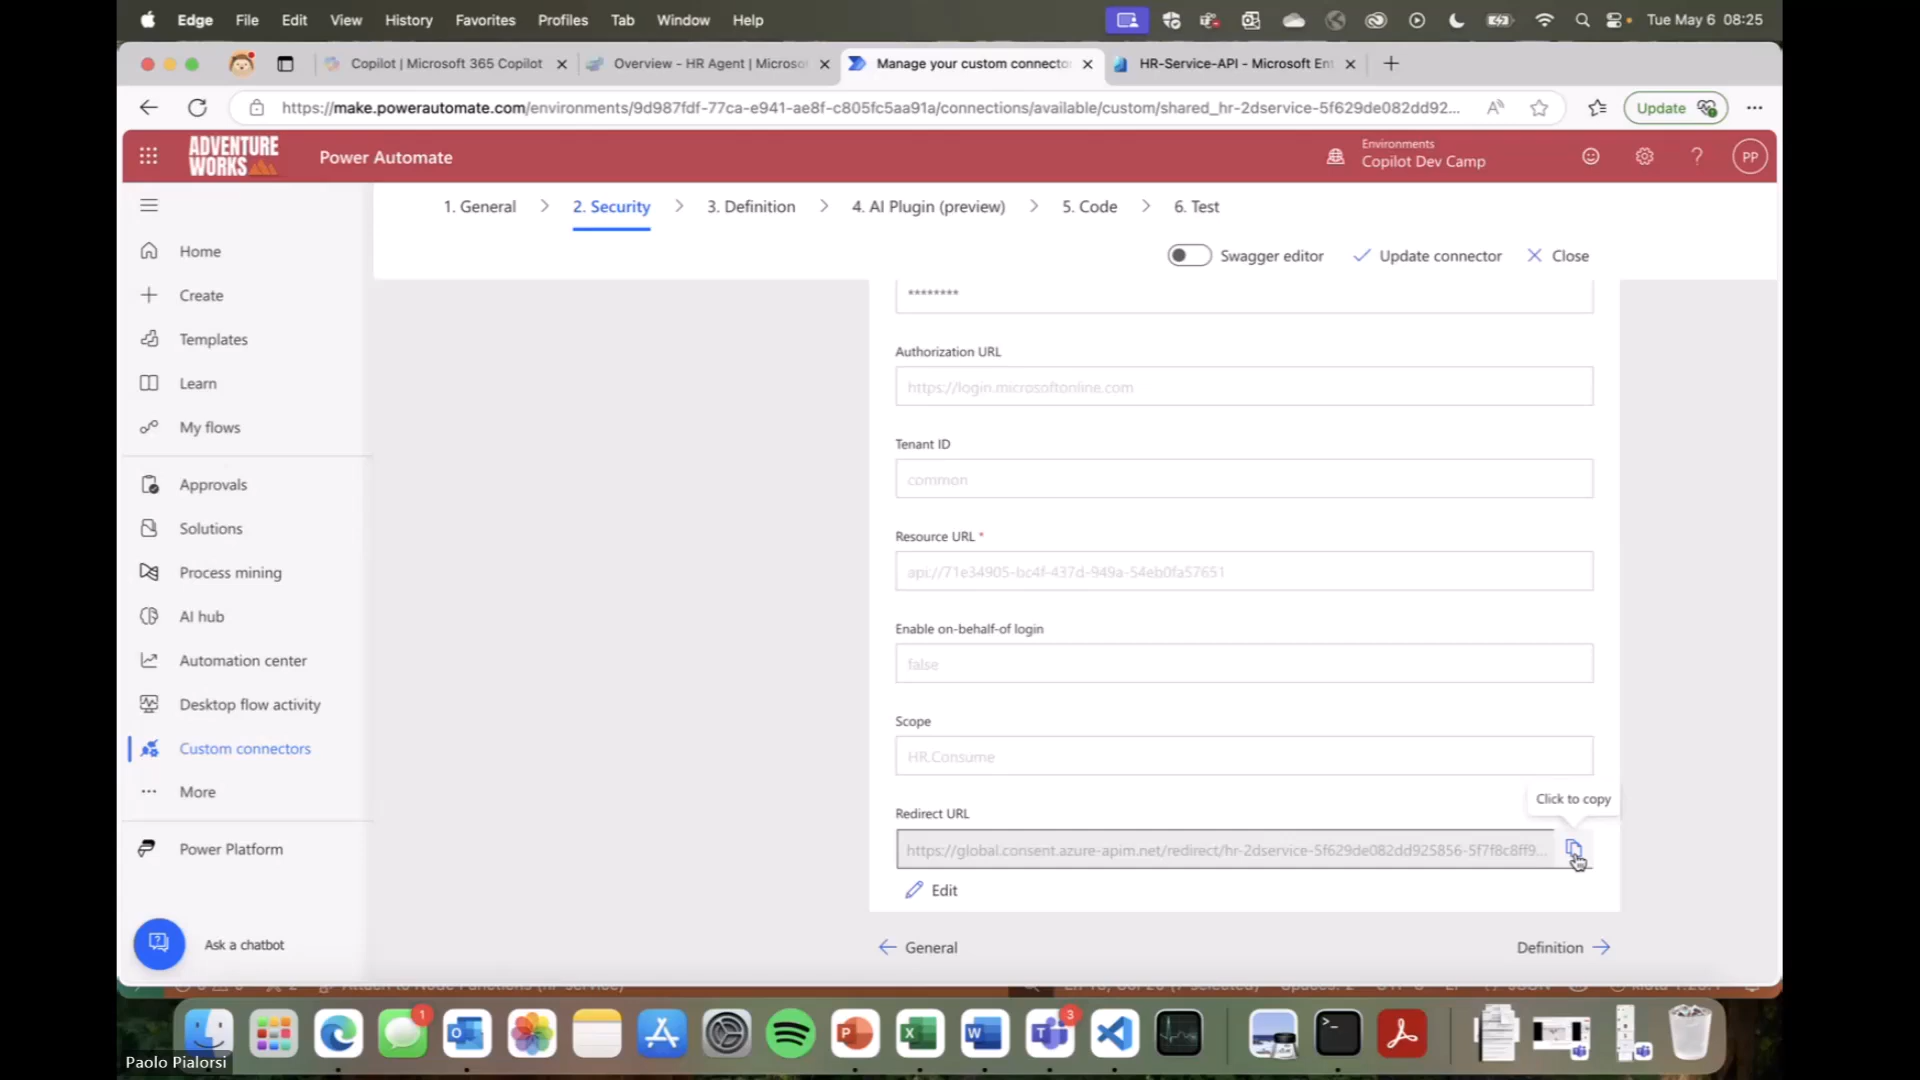 Edge File Edit View History Favorites Profiles Tab Window Help Tue May 6 08:25
Copilot | Microsoft 365 Copilot Overview - HR Agent | Microso Manage your custom connecto HR-Service-API - Microsoft Ent
https://make.powerautomate.com/environments/9d987fdf-77ca-e941-ae8f-c805fc5aa91a/connections/available/custom/shared_hr-2dservice-5f629de082dd92... Update
ADVENTURE
WORKS
Power Automate
Environments
Copilot Dev Camp
PP
1. General 2. Security 3. Definition 4. AI Plugin (preview) 5. Code 6. Test
Swagger editor Update connector Close
Home
Create
Templates
Learn
My flows
Approvals
Solutions
Process mining
AI hub
Automation center
Desktop flow activity
Custom connectors
More
Power Platform
Ask a chatbot
********
Authorization URL
https://login.microsoftonline.com
Tenant ID
common
Resource URL *
api://71e34905-bc4f-437d-949a-54eb0fa57651
Enable on-behalf-of login
false
Scope
HR.Consume
Click to copy
Redirect URL
https://global.consent.azure-apim.net/redirect/hr-2dservice-5f629de082dd925856-5f7f8c8ff9...
Edit
General Definition
1
3
Paolo Pialorsi